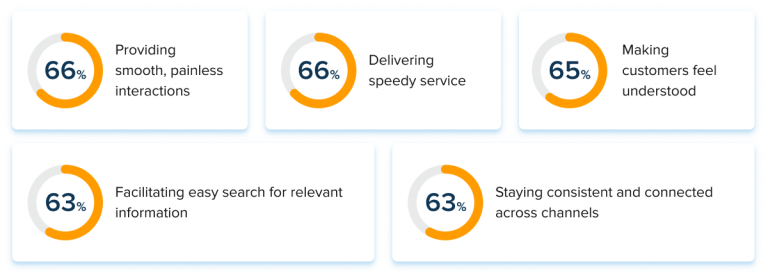 66%
Providing
smooth, painless
interactions
66%
Delivering
speedy service
65%
Making
customers feel
understood
63%
Facilitating easy search for relevant
information
63%
Staying consistent and connected
across channels